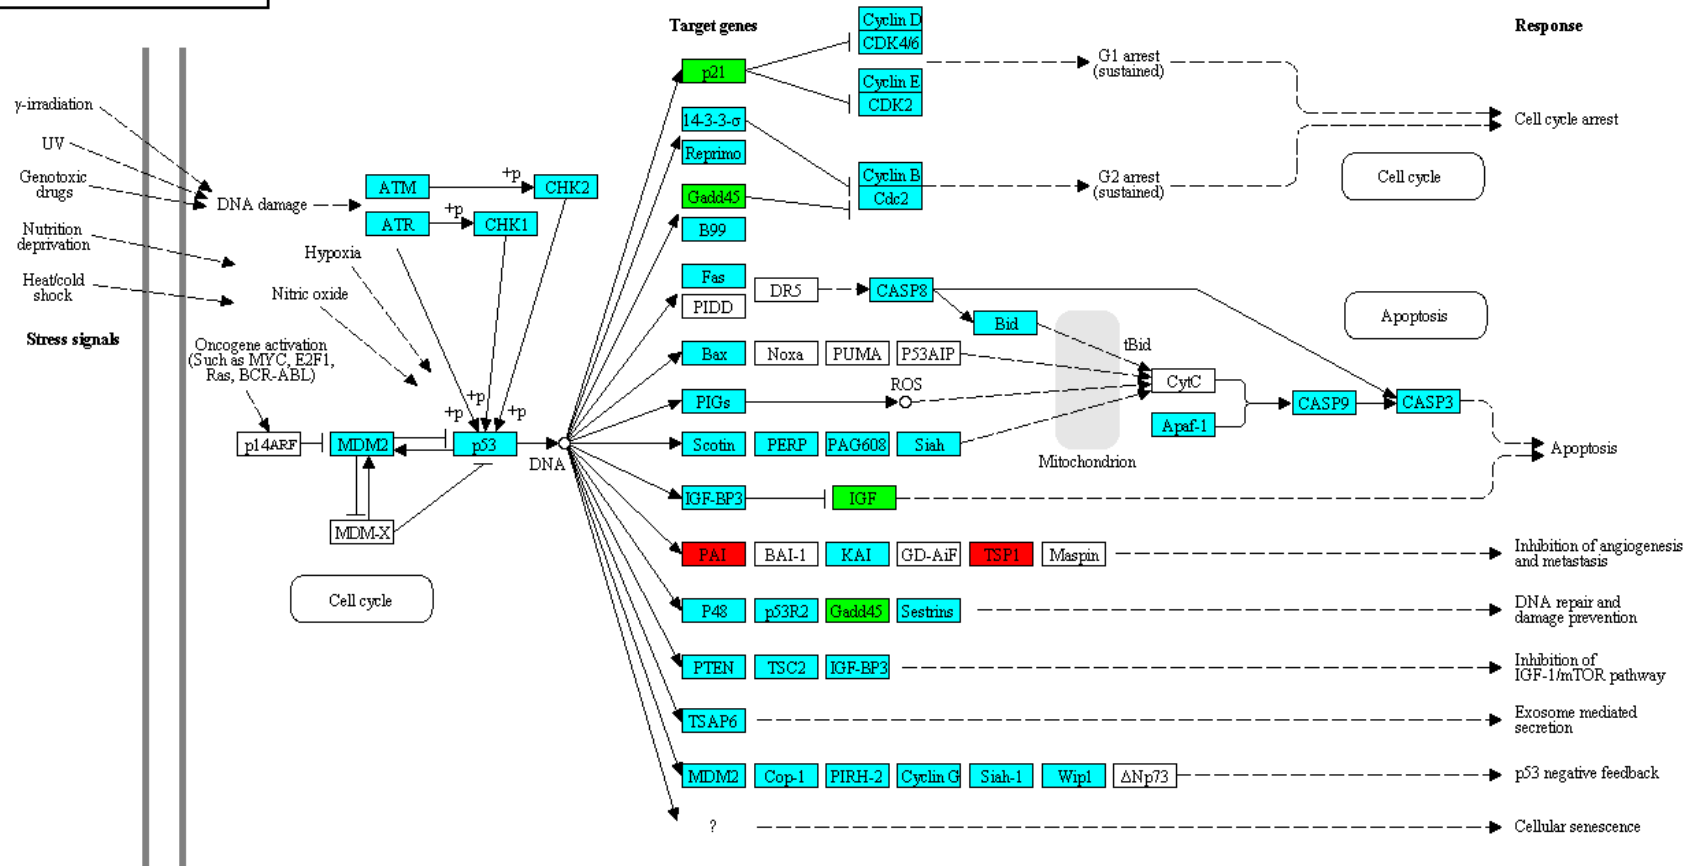 Target genes
Response
Cyclin D
CDK4/6
p21
G1 arrest
(sustained)
Cyclin E
CDK2
γ-irradiation
14-3-3-σ
Cell cycle arrest
UV
Reprimo
Genotoxic
drugs
ATM
+p
CHK2
Cyclin B
Cdc2
G2 arrest
(sustained)
Cell cycle
DNA damage
Gadd45
ATR
+p
CHK1
B99
Nutrition
deprivation
Hypoxia
Fas
PIDD
DR5
CASP8
Heat/cold
shock
Nitric oxide
Bid
Apoptosis
Stress signals
Oncogene activation
(Such as MYC, E2F1,
Ras, BCR-ABL)
Bax
Noxa
PUMA
P53AIP
tBid
CytC
ROS
PIGs
CASP9
CASP3
+p
+p
+p
Apaf-1
p14ARF
MDM2
p53
DNA
Scotin
PERP
PAG608
Siah
Mitochondrion
Apoptosis
IGF-BP3
IGF
MDM-X
PAI
BAI-1
KAI
GD-AiF
TSP1
Maspin
Inhibition of angiogenesis
and metastasis
Cell cycle
P48
p53R2
Gadd45
Sestrins
DNA repair and
damage prevention
PTEN
TSC2
IGF-BP3
Inhibition of
IGF-1/mTOR pathway
TSAP6
Exosome mediated
secretion
MDM2
Cop-1
PIRH-2
Cyclin G
Siah-1
Wip1
ΔNp73
p53 negative feedback
?
Cellular senescence